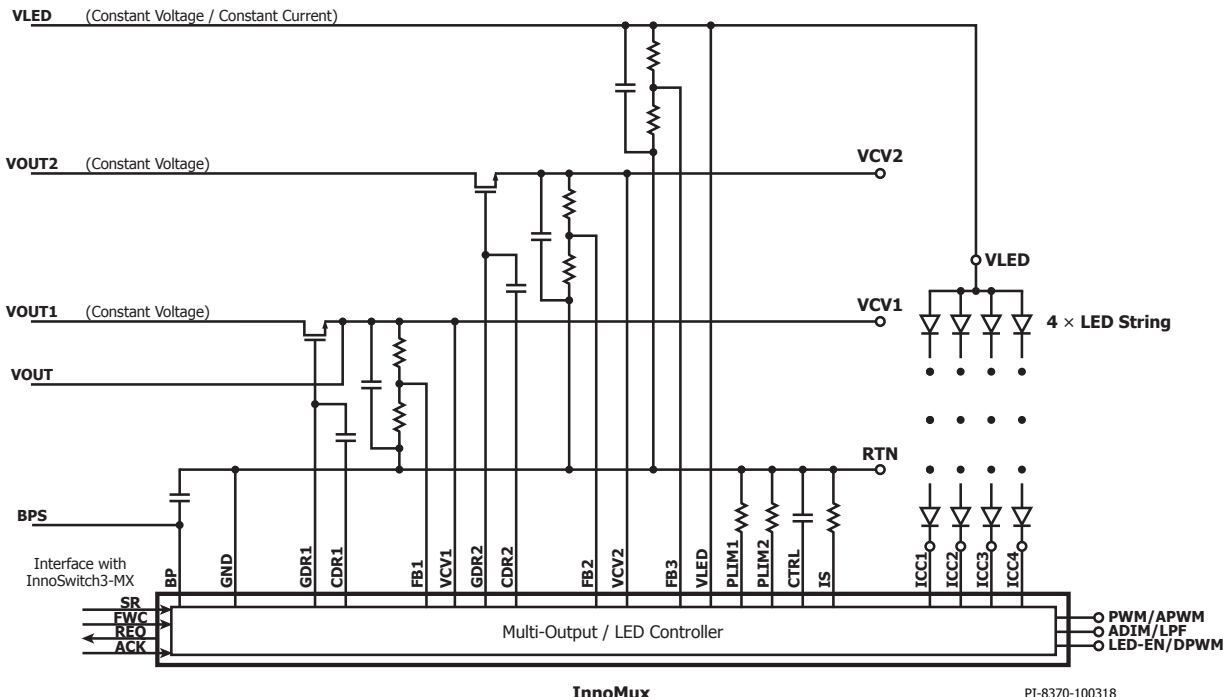 VLED (Constant Voltage / Constant Current)
VOUT2 (Constant Voltage)
VCV2
VLED
VOUT1 (Constant Voltage)
VCV1
4 × LED String
VOUT
RTN
BPS
Interface with
InnoSwitch3-MX
BP
GND
GDR1
CDR1
FB1
VCV1
GDR2
CDR2
FB2
VCV2
FB3
VLED
PLIM1
PLIM2
CTRL
IS
ICC1
ICC2
ICC3
ICC4
SR
FWC
REQ
ACK
Multi-Output / LED Controller
PWM/APWM
ADIM/LPF
LED-EN/DPWM
InnoMux
PI-8370-100318